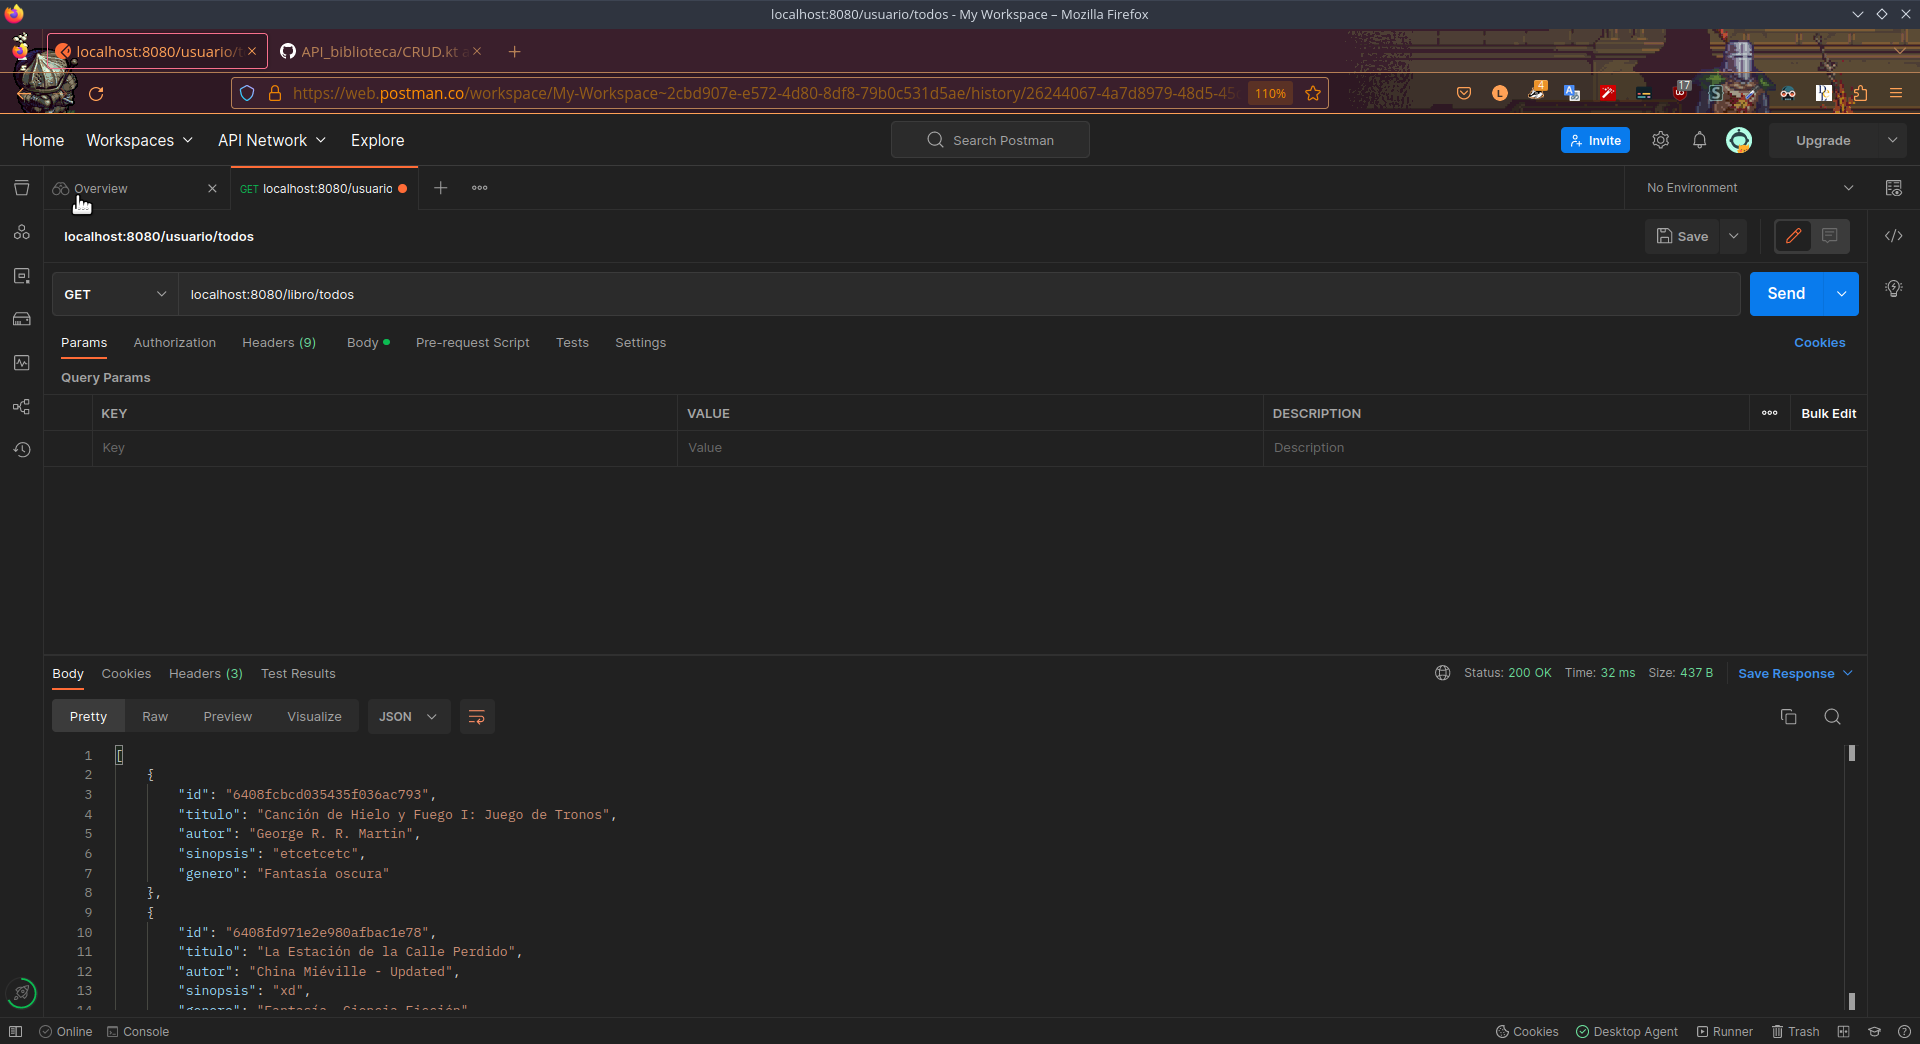 localhost:8080/usuario/todos - My Workspace – Mozilla Firefox
localhost:8080/usuario/t
API_biblioteca/CRUD.kt a
https://web.postman.co/workspace/My-Workspace~2cbd907e-e572-4d80-8df8-79b0c531d5ae/history/26244067-4a7d8979-48d5-45
110%
L
4
17
Home
Workspaces
API Network
Explore
Search Postman
Invite
Upgrade
Overview
GET localhost:8080/usuario
No Environment
localhost:8080/usuario/todos
Save
GET
localhost:8080/libro/todos
Send
Params
Authorization
Headers (9)
Body
Pre-request Script
Tests
Settings
Cookies
Query Params
KEY
VALUE
DESCRIPTION
Bulk Edit
Key
Value
Description
Body
Cookies
Headers (3)
Test Results
Status: 200 OK
Time: 32 ms
Size: 437 B
Save Response
Pretty
Raw
Preview
Visualize
JSON
1 [
2 {
3 "id": "6408fcbcd035435f036ac793",
4 "titulo": "Canción de Hielo y Fuego I: Juego de Tronos",
5 "autor": "George R. R. Martin",
6 "sinopsis": "etcetcetc",
7 "genero": "Fantasía oscura"
8 },
9 {
10 "id": "6408fd971e2e980afbac1e78",
11 "titulo": "La Estación de la Calle Perdido",
12 "autor": "China Miéville - Updated",
13 "sinopsis": "xd",
14 "genero": "Fantasía, Ciencia Ficción"
Online
Console
Cookies
Desktop Agent
Runner
Trash